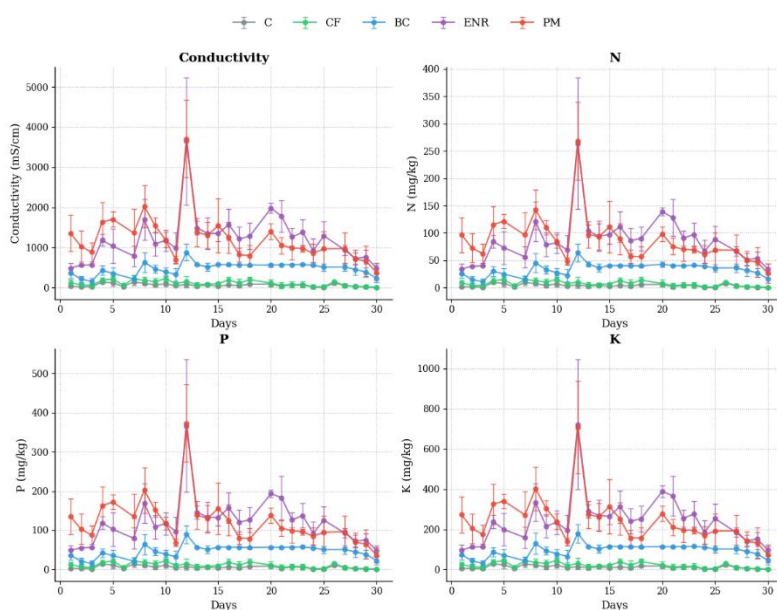 C CF BC ENR PM
Conductivity
Conductivity (mS/cm)
5000
4000
3000
2000
1000
0
0 5 10 15 20 25 30
Days
N
N (mg/kg)
400
350
300
250
200
150
100
50
0
0 5 10 15 20 25 30
Days
P
P (mg/kg)
500
400
300
200
100
0
0 5 10 15 20 25 30
Days
K
K (mg/kg)
1000
800
600
400
200
0
0 5 10 15 20 25 30
Days